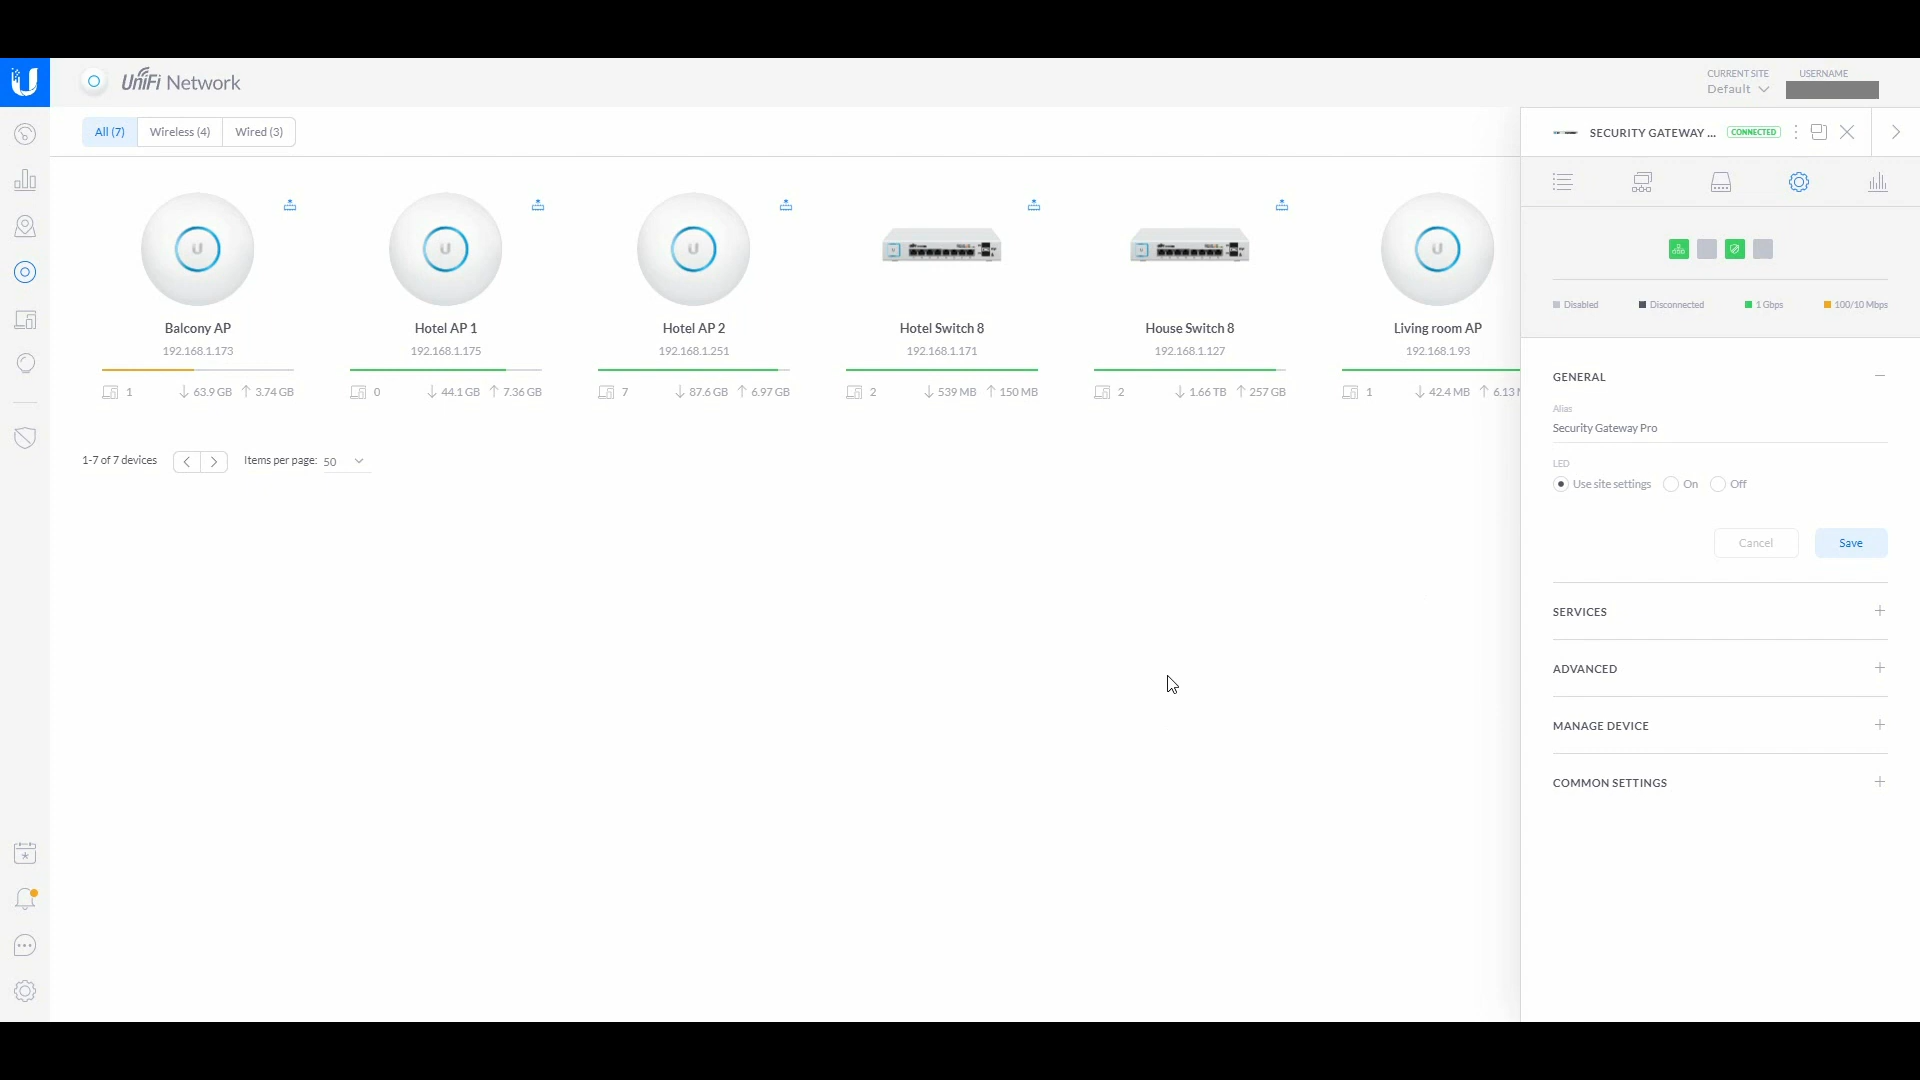 UniFi Network
CURRENT SITE
Default
USERNAME
All (7)
Wireless (4)
Wired (3)
SECURITY GATEWAY ...
CONNECTED
Balcony AP
192.168.1.173
1
63.9 GB
3.74 GB
Hotel AP 1
192.168.1.175
0
44.1 GB
7.36 GB
Hotel AP 2
192.168.1.251
7
87.6 GB
6.97 GB
Hotel Switch 8
192.168.1.171
2
539 MB
150 MB
House Switch 8
192.168.1.127
2
1.66 TB
257 GB
Living room AP
192.168.1.93
1
42.4 MB
6.13
1-7 of 7 devices
Items per page: 50
Disabled
Disconnected
1 Gbps
100/10 Mbps
GENERAL
Alias
Security Gateway Pro
LED
Use site settings
On
Off
Cancel
Save
SERVICES
ADVANCED
MANAGE DEVICE
COMMON SETTINGS